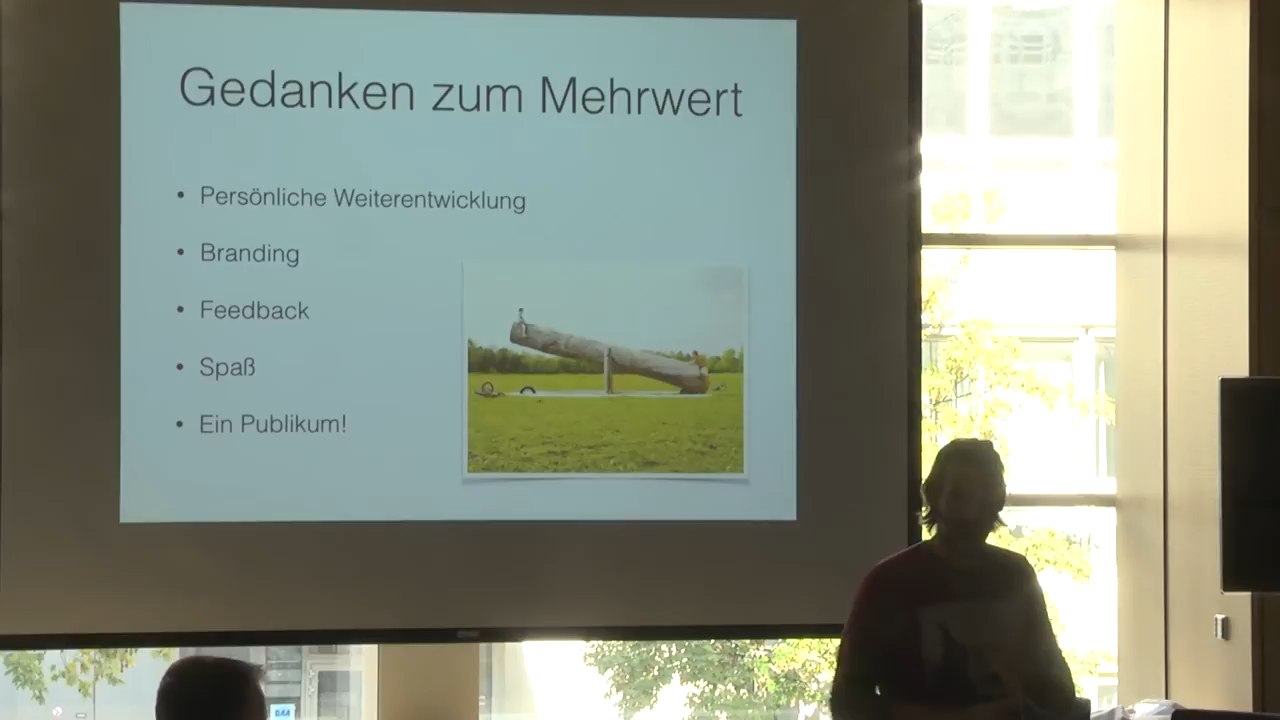 Gedanken zum Mehrwert
• Persönliche Weiterentwicklung
• Branding
• Feedback
• Spaß
• Ein Publikum!